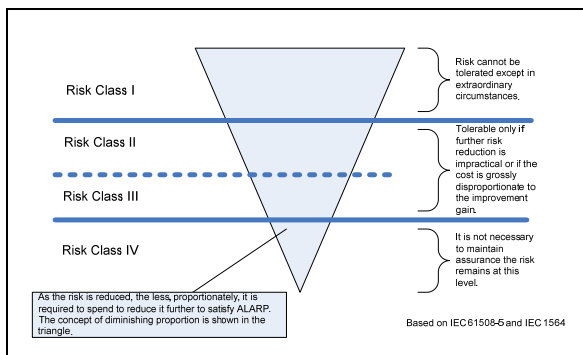 Risk Class I
Risk cannot be
tolerated except in
extraordinary
circumstances.
Risk Class II
Risk Class III
Tolerable only if
further risk
reduction is
impractical or if the
cost is grossly
disproportionate to
the improvement
gain.
Risk Class IV
It is not necessary
to maintain
assurance the risk
remains at this
level.
As the risk is reduced, the less, proportionately, it is
required to spend to reduce it further to satisfy ALARP.
The concept of diminishing proportion is shown in the
triangle.
Based on IEC 61508-5 and IEC 1564